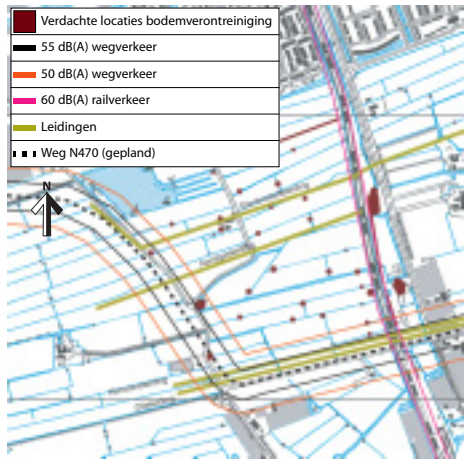 Verdachte locaties bodemverontreiniging
55 dB(A) wegverkeer
50 dB(A) wegverkeer
60 dB(A) railverkeer
Leidingen
Weg N470 (gepland)
N